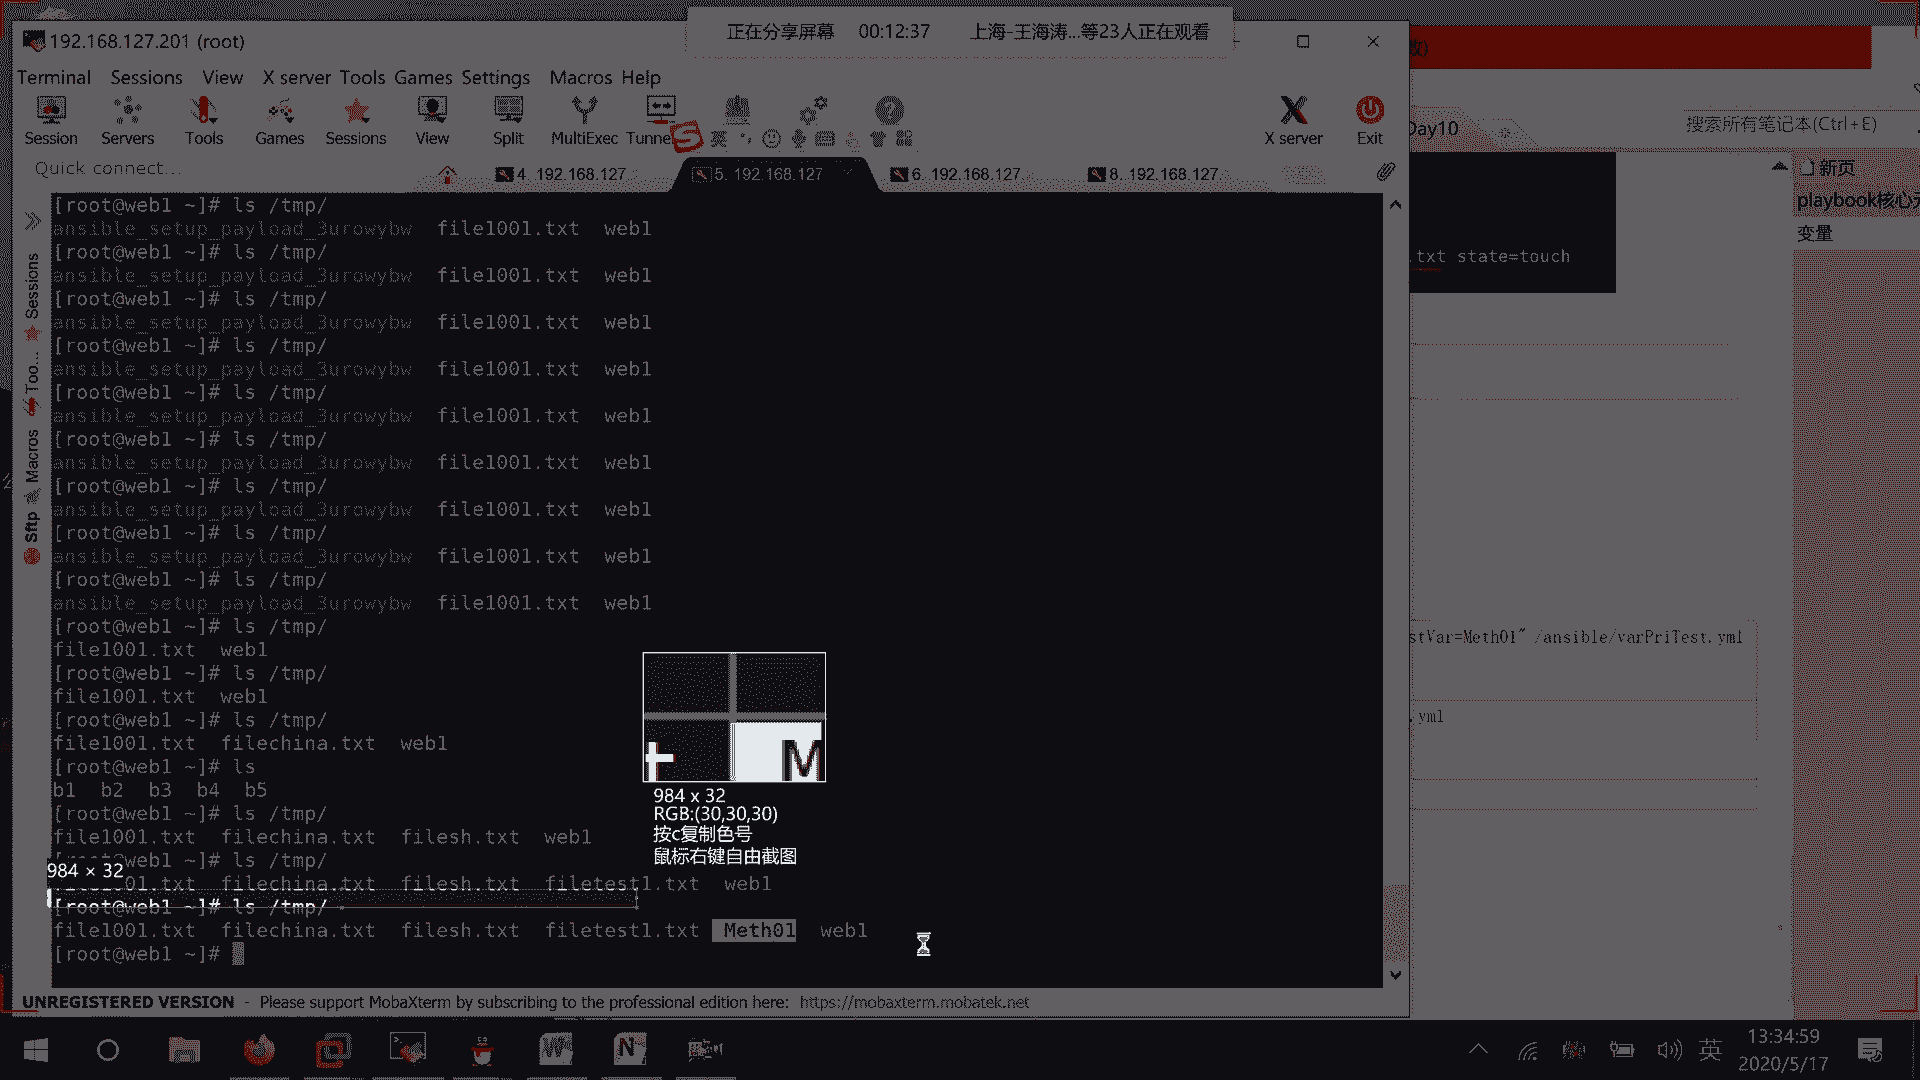 正在分享屏幕 00:12:37 上海-王海涛...等23人正在观看
192.168.127.201 (root)
Terminal Sessions View X server Tools Games Settings Macros Help
Session Servers Tools Games Sessions View Split MultiExec Tunne 英 X server Exit
Day10
搜索所有笔记本(Ctrl+E)
Quick connect...
4. 192.168.127 5. 192.168.127 6. 192.168.127. 8. 192.168.127.
新页
playbook核心
变量
.txt state=touch
Sessions
Too...
Macros
Sftp
[root@web1 ~]# ls /tmp/
ansible_setup_payload_3urowybw file1001.txt web1
[root@web1 ~]# ls /tmp/
ansible_setup_payload_3urowybw file1001.txt web1
[root@web1 ~]# ls /tmp/
ansible_setup_payload_3urowybw file1001.txt web1
[root@web1 ~]# ls /tmp/
ansible_setup_payload_3urowybw file1001.txt web1
[root@web1 ~]# ls /tmp/
ansible_setup_payload_3urowybw file1001.txt web1
[root@web1 ~]# ls /tmp/
ansible_setup_payload_3urowybw file1001.txt web1
[root@web1 ~]# ls /tmp/
ansible_setup_payload_3urowybw file1001.txt web1
[root@web1 ~]# ls /tmp/
ansible_setup_payload_3urowybw file1001.txt web1
[root@web1 ~]# ls /tmp/
ansible_setup_payload_3urowybw file1001.txt web1
[root@web1 ~]# ls /tmp/
file1001.txt web1
[root@web1 ~]# ls /tmp/
file1001.txt web1
[root@web1 ~]# ls /tmp/
file1001.txt filechina.txt web1
[root@web1 ~]# ls
b1 b2 b3 b4 b5
[root@web1 ~]# ls /tmp/
file1001.txt filechina.txt filesh.txt web1
[root@web1 ~]# ls /tmp/
01.txt filechina.txt filesh.txt filetest1.txt web1
[root@web1 ~]# ls /tmp/
file1001.txt filechina.txt filesh.txt filetest1.txt Meth01 web1
[root@web1 ~]#
stVar=Meth01" /ansible/varPriTest.yml
.yml
M
984 x 32
RGB:(30,30,30)
按c复制色号
鼠标右键自由截图
984 × 32
UNREGISTERED VERSION - Please support MobaXterm by subscribing to the professional edition here: https://mobaxterm.mobatek.net
英
13:34:59
2020/5/17